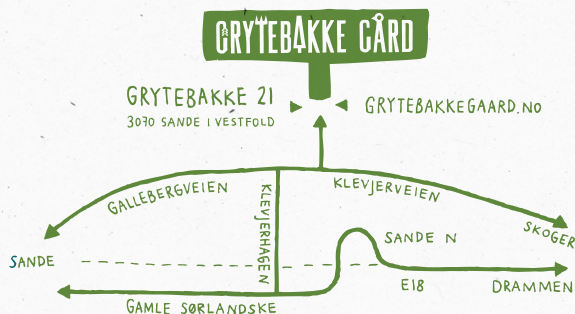 GRYTEBAKKE GÅRD
GRYTEBAKKE 21
3070 SANDE I VESTFOLD
GRYTEBAKKEGAARD.NO
GALLEBERGVEIEN
KLEVJERHAGEN
KLEVJERVEIEN
SKOGER
SANDE
SANDE N
E18
DRAMMEN
GAMLE SØRLANDSKE